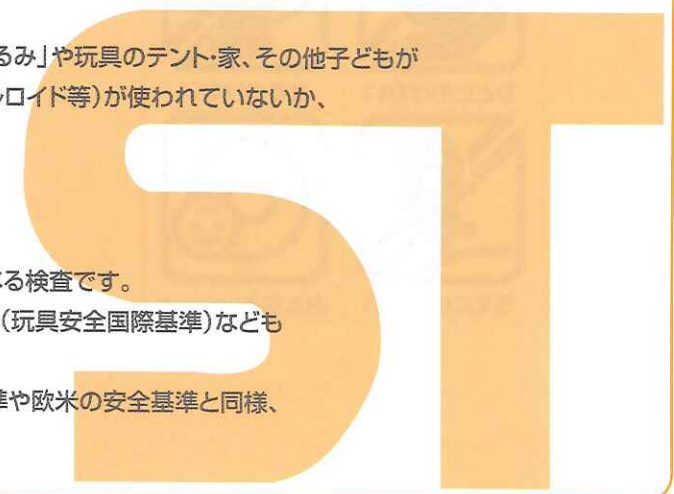 るみ」や玩具のテント・家、その他子どもが
ロイド等)が使われていないか、
る検査です。
(玩具安全国際基準)なども
や欧米の安全基準と同様、
ST